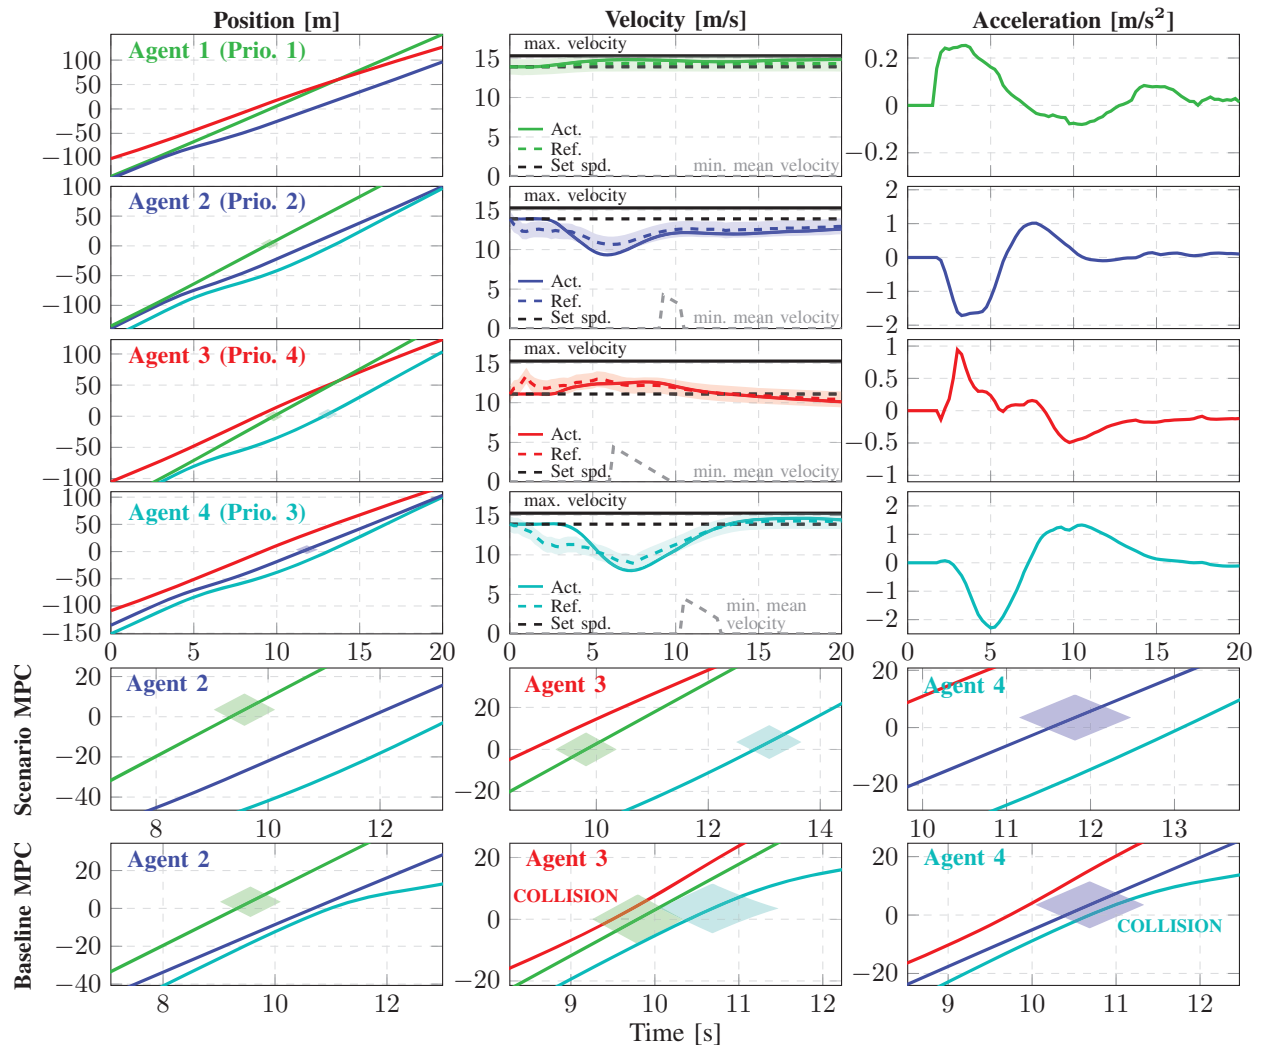 Position [m]
Velocity [m/s]
Acceleration [m/s²]
Agent 1 (Prio. 1)
100
50
0
−50
−100
max. velocity
15
10
5
0
Act.
Ref.
Set spd.
min. mean velocity
0.2
0
−0.2
Agent 2 (Prio. 2)
100
50
0
−50
−100
max. velocity
15
10
5
0
Act.
Ref.
Set spd.
min. mean velocity
2
1
0
−1
−2
Agent 3 (Prio. 4)
100
50
0
−50
−100
max. velocity
15
10
5
0
Act.
Ref.
Set spd.
min. mean velocity
1
0.5
0
−0.5
−1
Agent 4 (Prio. 3)
100
50
0
−50
−100
−150
0 5 10 15 20
max. velocity
15
10
5
0
Act.
Ref.
Set spd.
min. mean
velocity
0 5 10 15 20
2
1
0
−1
−2
0 5 10 15 20
Scenario MPC
Agent 2
20
0
−20
−40
8 10 12
Agent 3
20
0
−20
10 12 14
Agent 4
20
0
−20
10 11 12 13
Baseline MPC
Agent 2
20
0
−20
−40
8 10 12
Agent 3
COLLISION
20
0
−20
9 10 11 12
Agent 4
COLLISION
20
0
−20
9 10 11 12
Time [s]